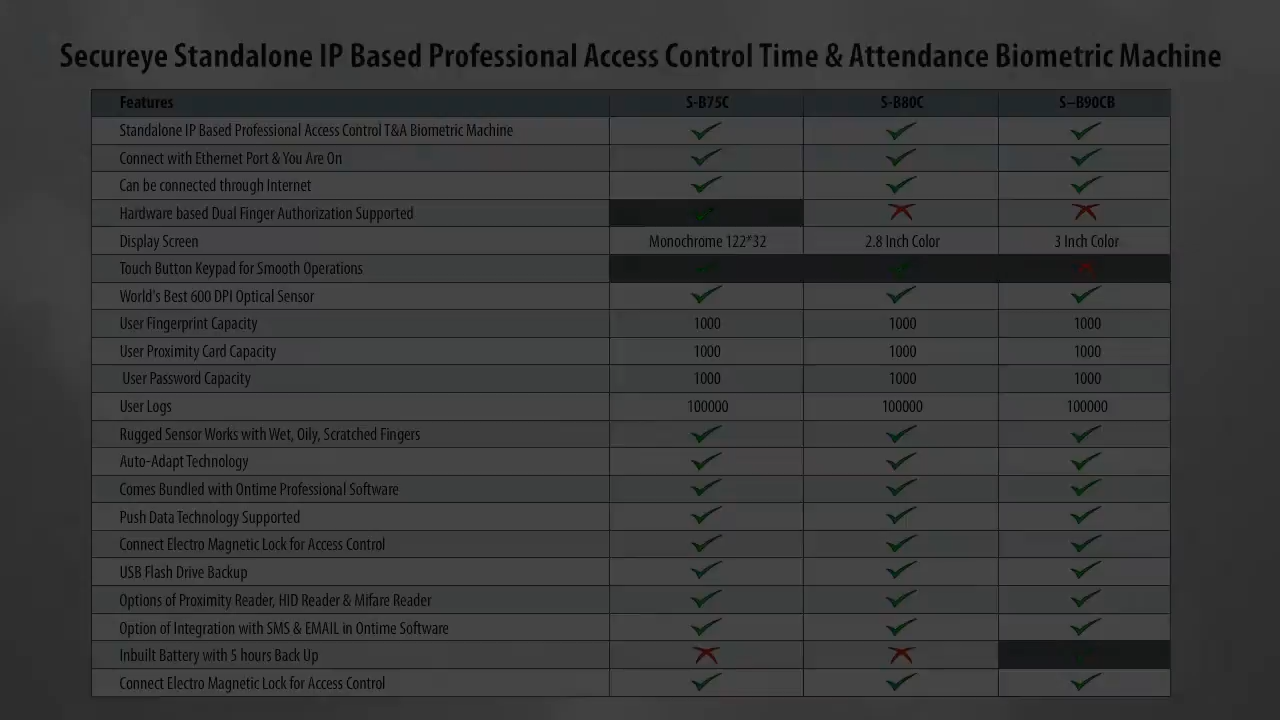 Secureye Standalone IP Based Professional Access Control Time & Attendance Biometric Machine
Features S-B75C S-B80C S–B90CB
Standalone IP Based Professional Access Control T&A Biometric Machine
Connect with Ethernet Port & You Are On
Can be connected through Internet
Hardware based Dual Finger Authorization Supported
Display Screen Monochrome 122*32 2.8 Inch Color 3 Inch Color
Touch Button Keypad for Smooth Operations
World's Best 600 DPI Optical Sensor
User Fingerprint Capacity 1000 1000 1000
User Proximity Card Capacity 1000 1000 1000
User Password Capacity 1000 1000 1000
User Logs 100000 100000 100000
Rugged Sensor Works with Wet, Oily, Scratched Fingers
Auto-Adapt Technology
Comes Bundled with Ontime Professional Software
Push Data Technology Supported
Connect Electro Magnetic Lock for Access Control
USB Flash Drive Backup
Options of Proximity Reader, HID Reader & Mifare Reader
Option of Integration with SMS & EMAIL in Ontime Software
Inbuilt Battery with 5 hours Back Up
Connect Electro Magnetic Lock for Access Control